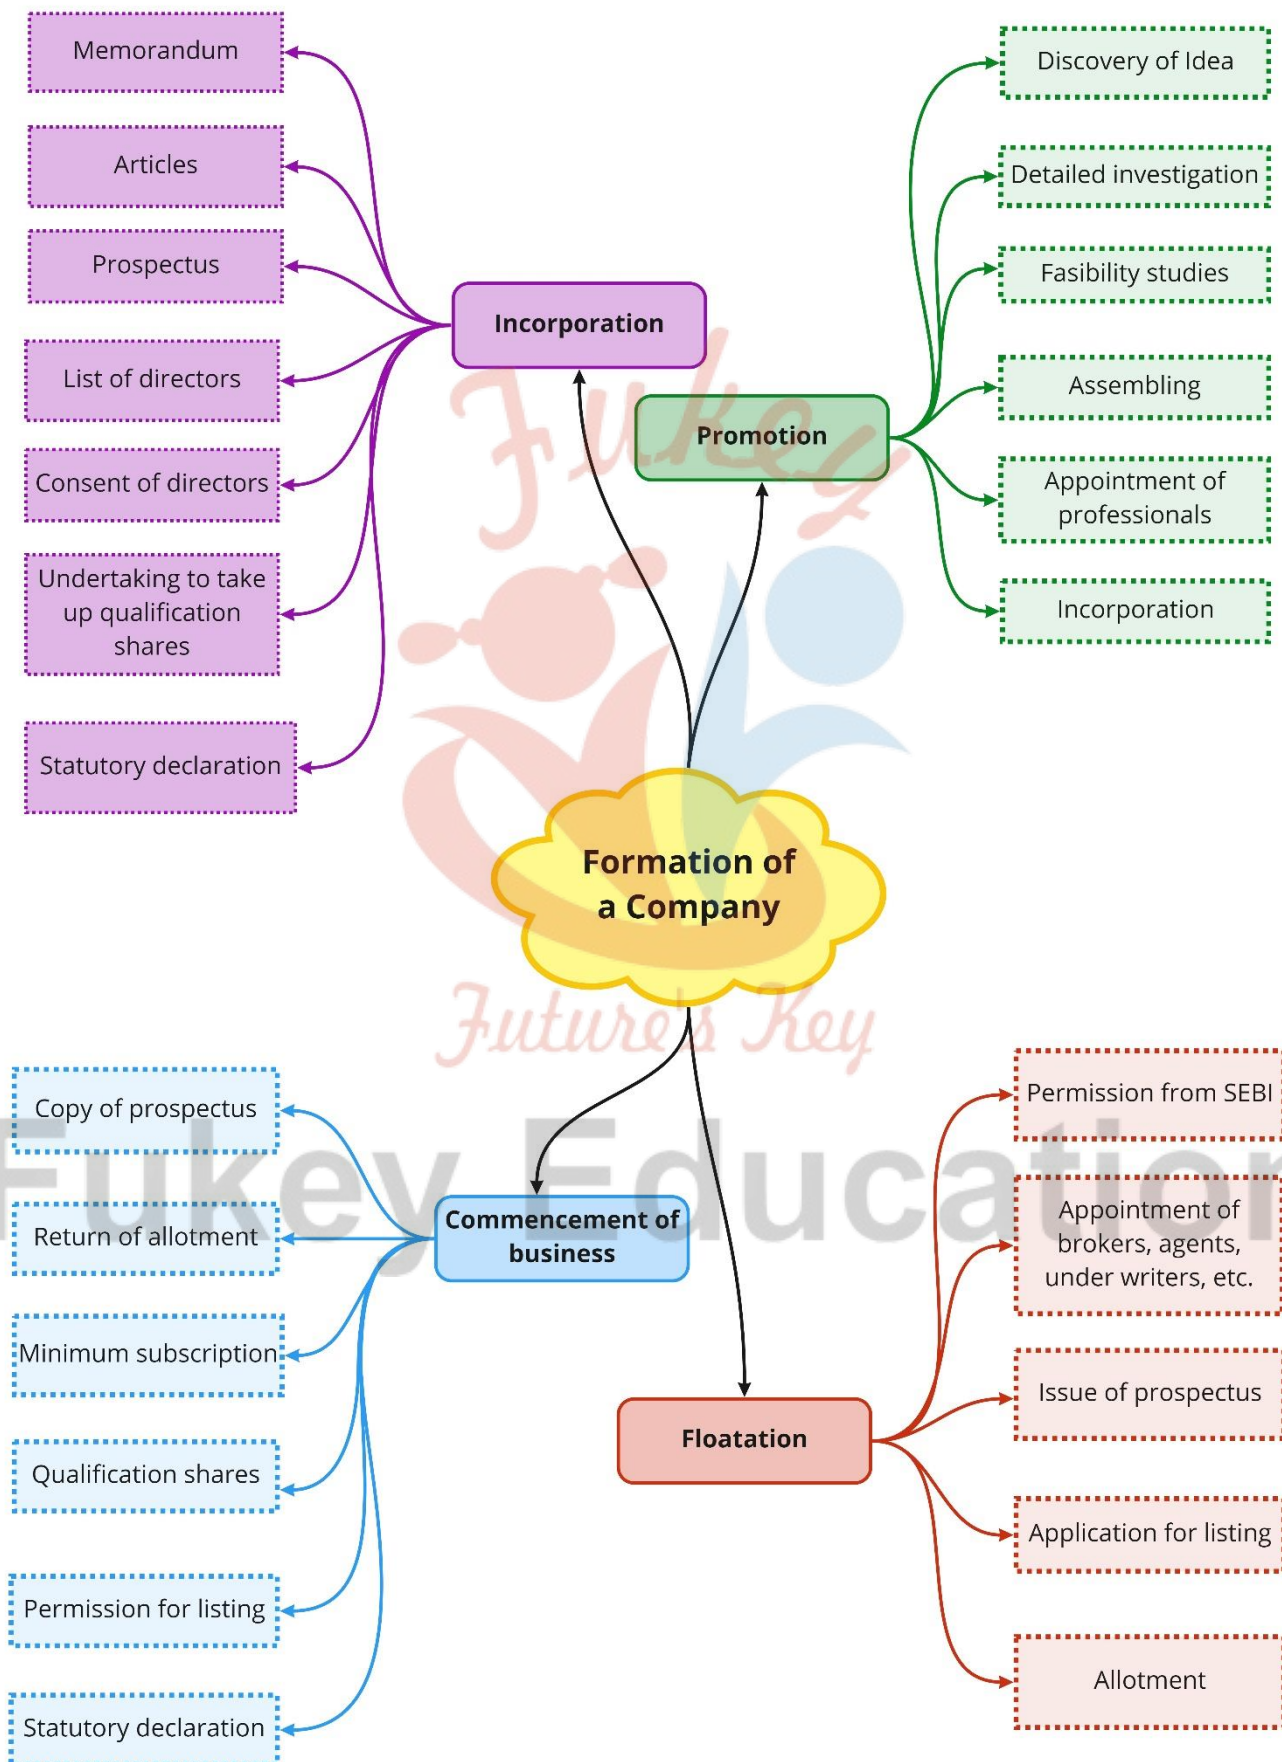 Memorandum
Articles
Prospectus
List of directors
Consent of directors
Undertaking to take
up qualification
shares
Statutory declaration
Incorporation
Promotion
Discovery of Idea
Detailed investigation
Fasibility studies
Assembling
Appointment of
professionals
Incorporation
Fukey
Formation of
a Company
Future's Key
Fukey Education
Copy of prospectus
Return of allotment
Minimum subscription
Qualification shares
Permission for listing
Statutory declaration
Commencement of
business
Floatation
Permission from SEBI
Appointment of
brokers, agents,
under writers, etc.
Issue of prospectus
Application for listing
Allotment